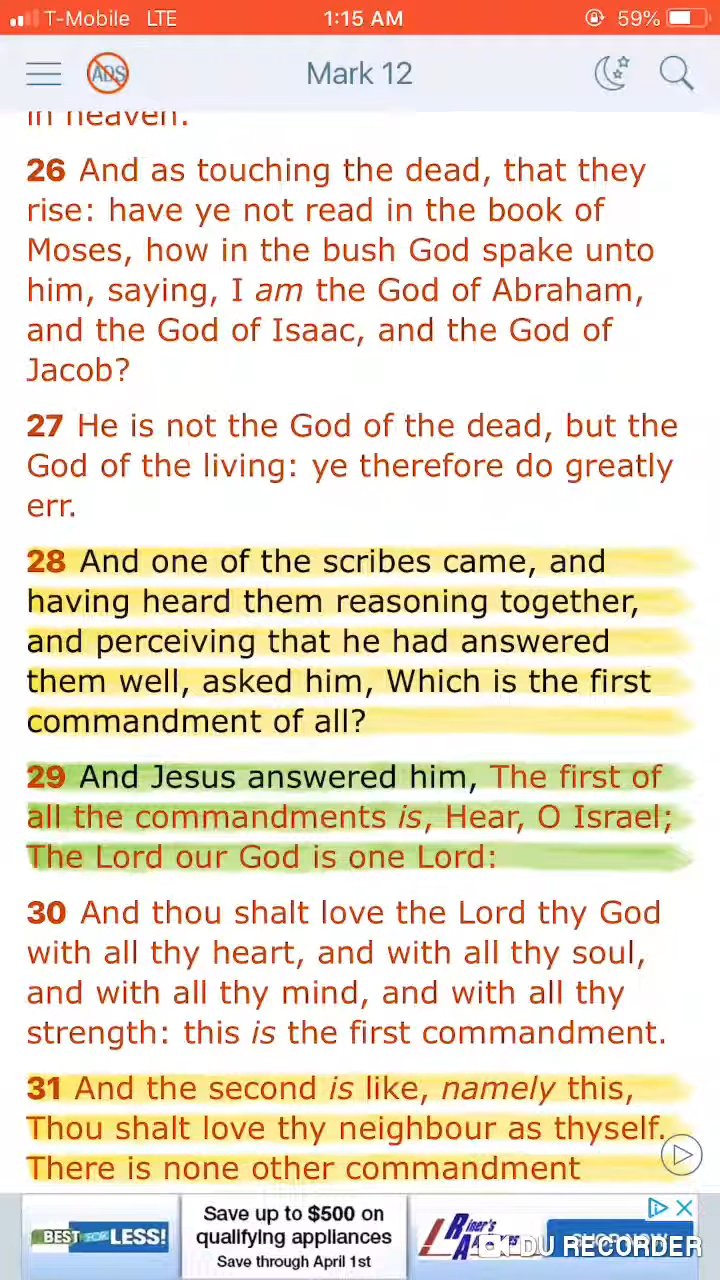 T-Mobile LTE 1:15 AM 59%
ADS Mark 12
in heaven.
26 And as touching the dead, that they
rise: have ye not read in the book of
Moses, how in the bush God spake unto
him, saying, I am the God of Abraham,
and the God of Isaac, and the God of
Jacob?
27 He is not the God of the dead, but the
God of the living: ye therefore do greatly
err.
28 And one of the scribes came, and
having heard them reasoning together,
and perceiving that he had answered
them well, asked him, Which is the first
commandment of all?
29 And Jesus answered him, The first of
all the commandments is, Hear, O Israel;
The Lord our God is one Lord:
30 And thou shalt love the Lord thy God
with all thy heart, and with all thy soul,
and with all thy mind, and with all thy
strength: this is the first commandment.
31 And the second is like, namely this,
Thou shalt love thy neighbour as thyself.
There is none other commandment
BEST FOR LESS!
Save up to $500 on
qualifying appliances
Save through April 1st
Riner's
DU RECORDER